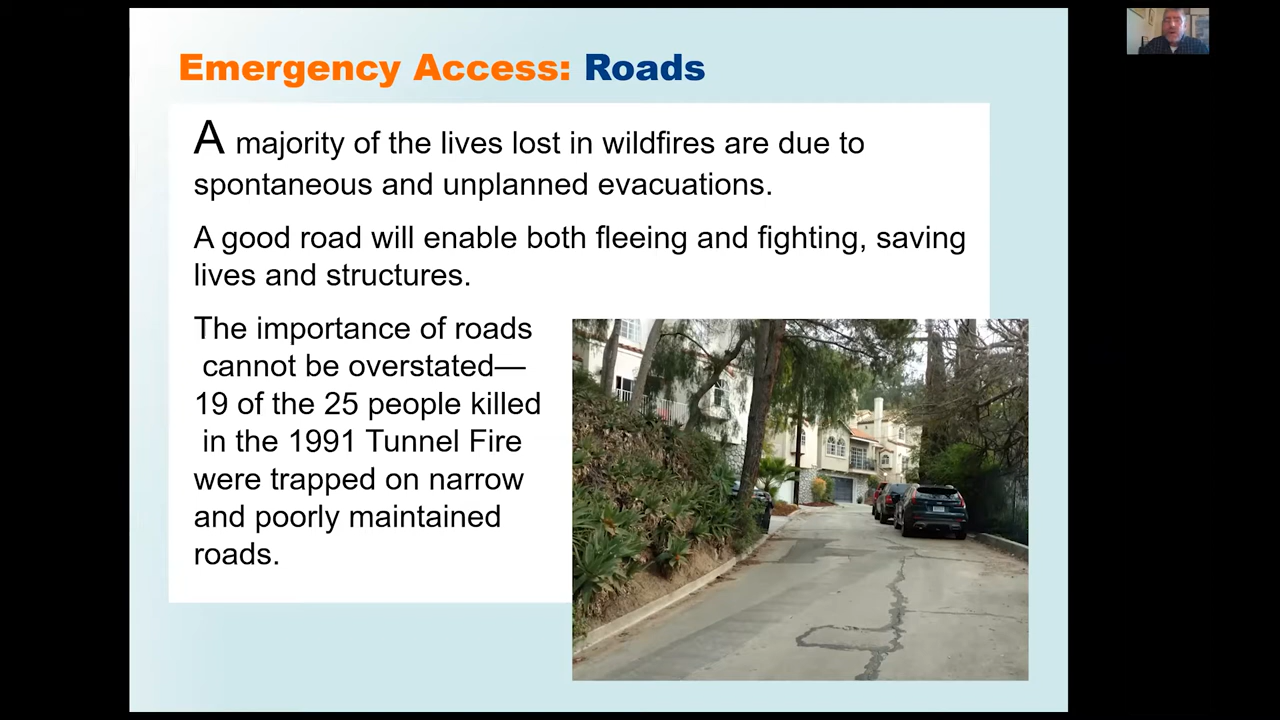 Emergency Access: Roads
A majority of the lives lost in wildfires are due to
spontaneous and unplanned evacuations.
A good road will enable both fleeing and fighting, saving
lives and structures.
The importance of roads
cannot be overstated—
19 of the 25 people killed
in the 1991 Tunnel Fire
were trapped on narrow
and poorly maintained
roads.